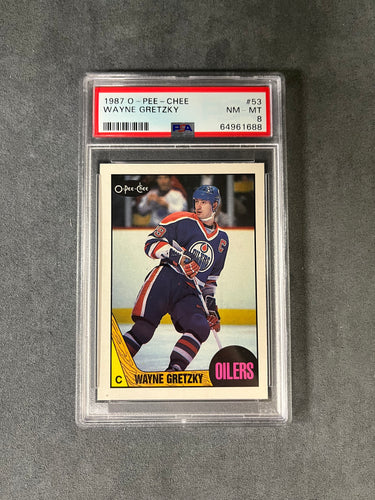 1987 O-PEE-CHEE #53
WAYNE GRETZKY NM-MT
PSA 8
64961688
O-Pee-Chee
C
C WAYNE GRETZKY OILERS